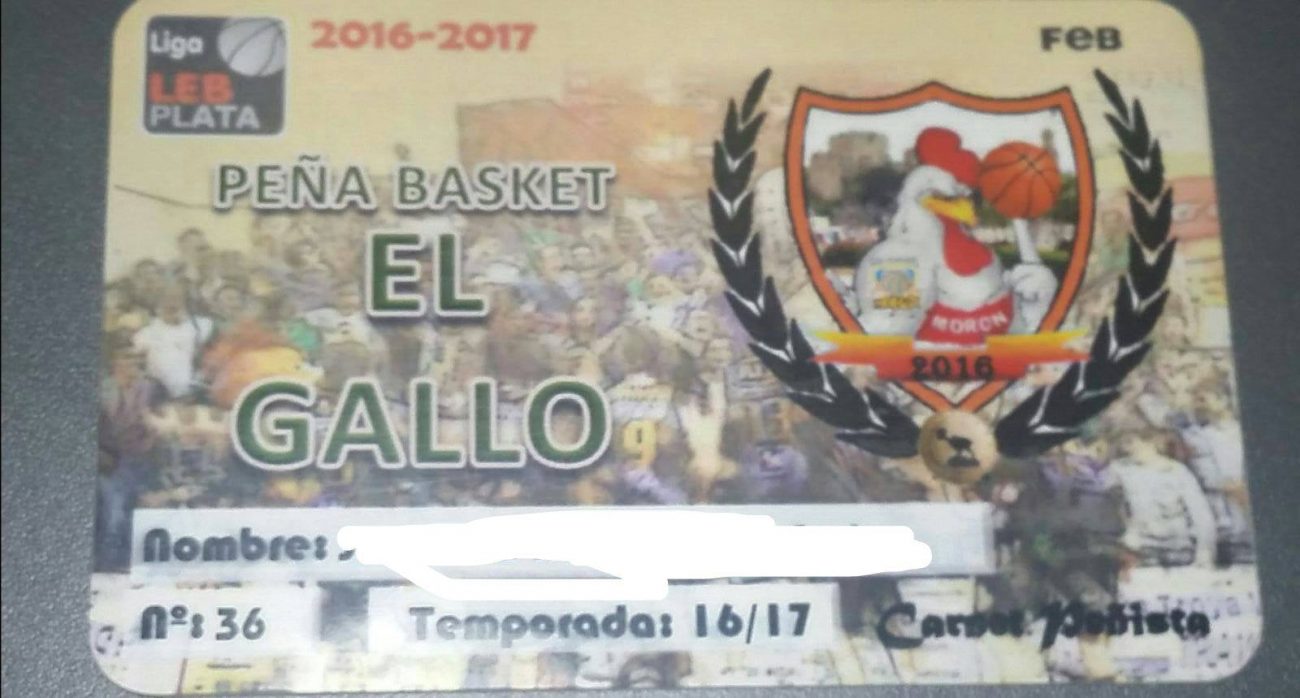 Liga
LEB
PLATA
2016-2017
FEB
PEÑA BASKET
EL
GALLO
MORON
2016
9
Nombre:
Nº: 36
Temporada: 16/17
Carnet Peñista